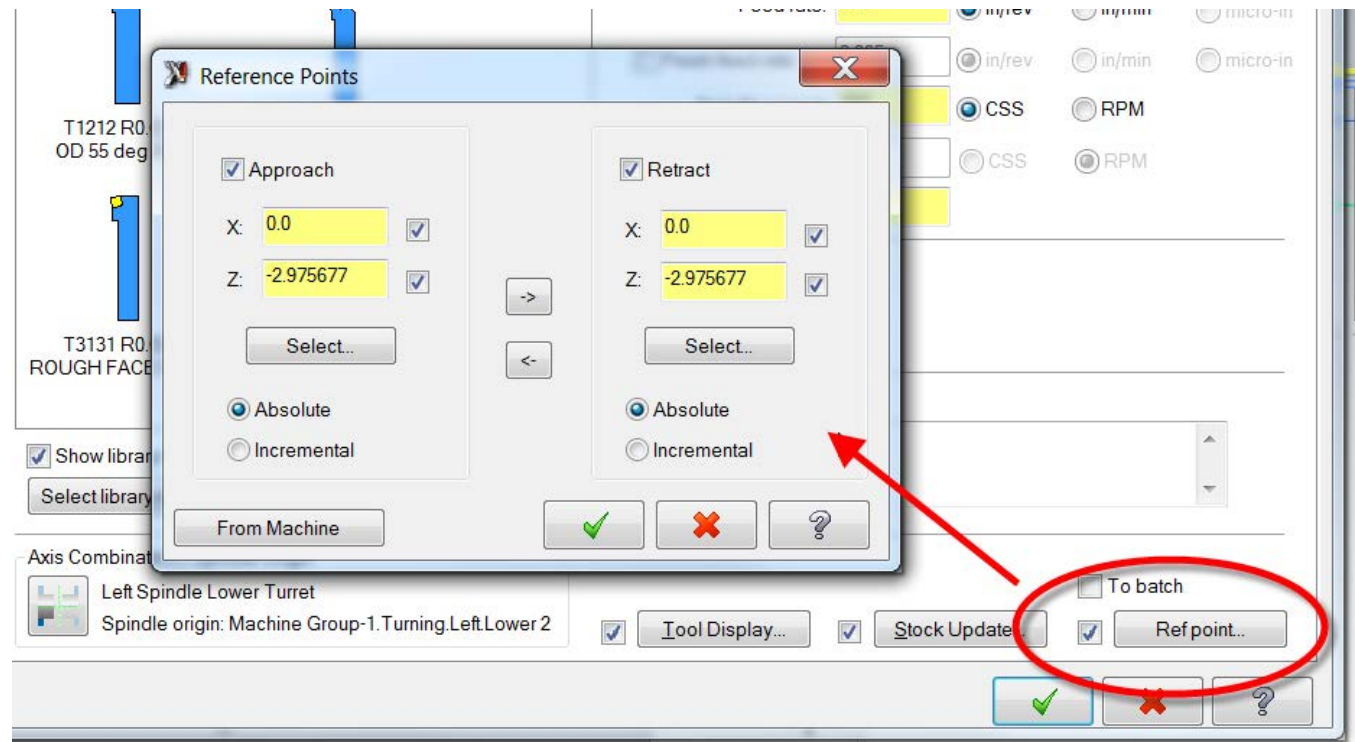 in/rev
in/min
micro-in
Reference Points
in/rev
in/min
micro-in
T1212 R0.
OD 55 deg
CSS
RPM
CSS
RPM
Approach
Retract
X: 0.0
X: 0.0
Z: -2.975677
Z: -2.975677
->
<-
Select...
Select...
Absolute
Absolute
Incremental
Incremental
T3131 R0.
ROUGH FACE
Show librar
Select library
From Machine
Axis Combinat
Left Spindle Lower Turret
Spindle origin: Machine Group-1.Turning.Left.Lower 2
To batch
Tool Display...
Stock Update
Ref point...